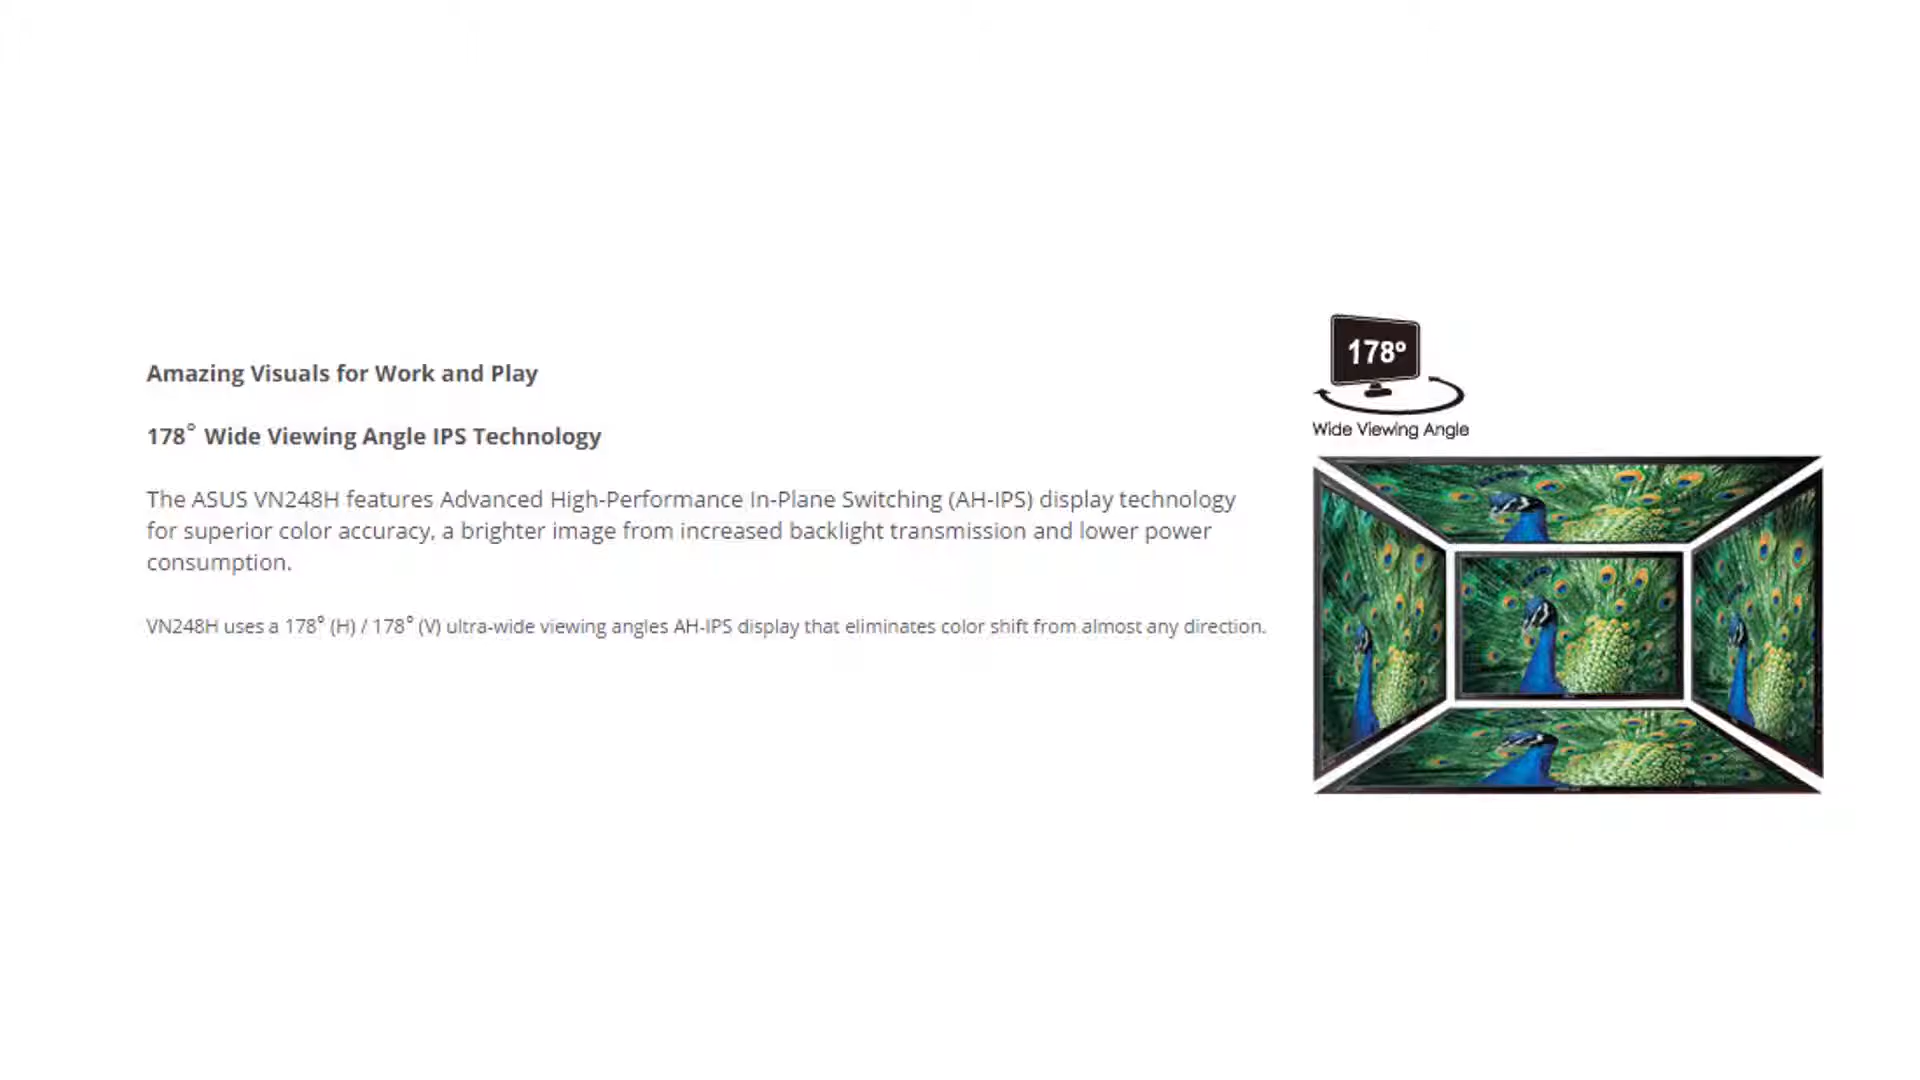 Amazing Visuals for Work and Play
178° Wide Viewing Angle IPS Technology
The ASUS VN248H features Advanced High-Performance In-Plane Switching (AH-IPS) display technology
for superior color accuracy, a brighter image from increased backlight transmission and lower power
consumption.
VN248H uses a 178° (H) / 178° (V) ultra-wide viewing angles AH-IPS display that eliminates color shift from almost any direction.
178º
Wide Viewing Angle